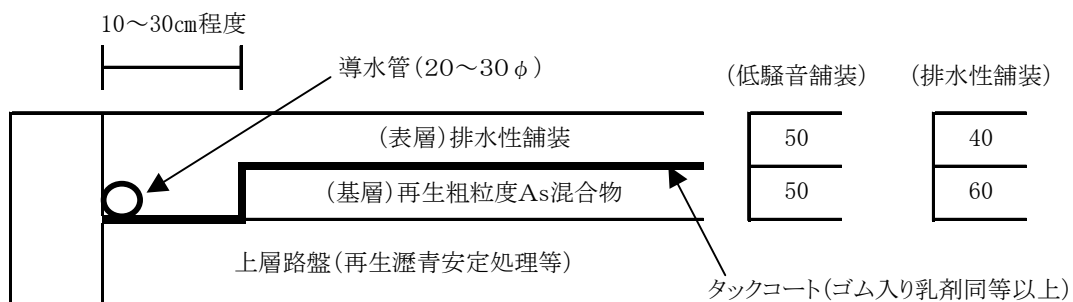 10～30㎝程度
導水管(20～30φ)
(低騒音舗装)
(排水性舗装)
(表層)排水性舗装
50
40
(基層)再生粗粒度As混合物
50
60
上層路盤(再生瀝青安定処理等)
タックコート(ゴム入り乳剤同等以上)